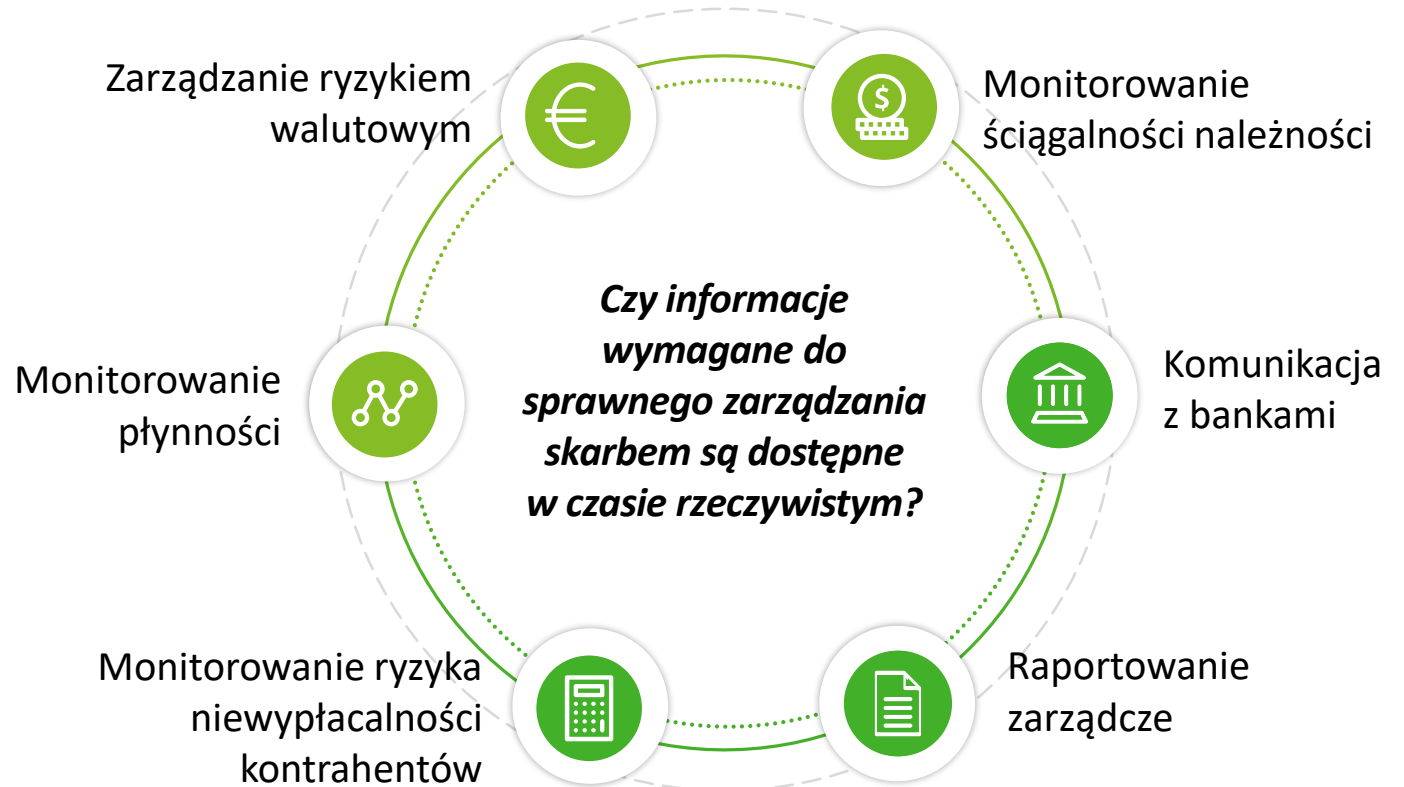 Zarządzanie ryzykiem
walutowym
Monitorowanie
ściągalności należności
Czy informacje
wymagane do
sprawnego zarządzania
skarbem są dostępne
w czasie rzeczywistym?
Monitorowanie
płynności
Komunikacja
z bankami
Monitorowanie ryzyka
niewypłacalności
kontrahentów
Raportowanie
zarządcze